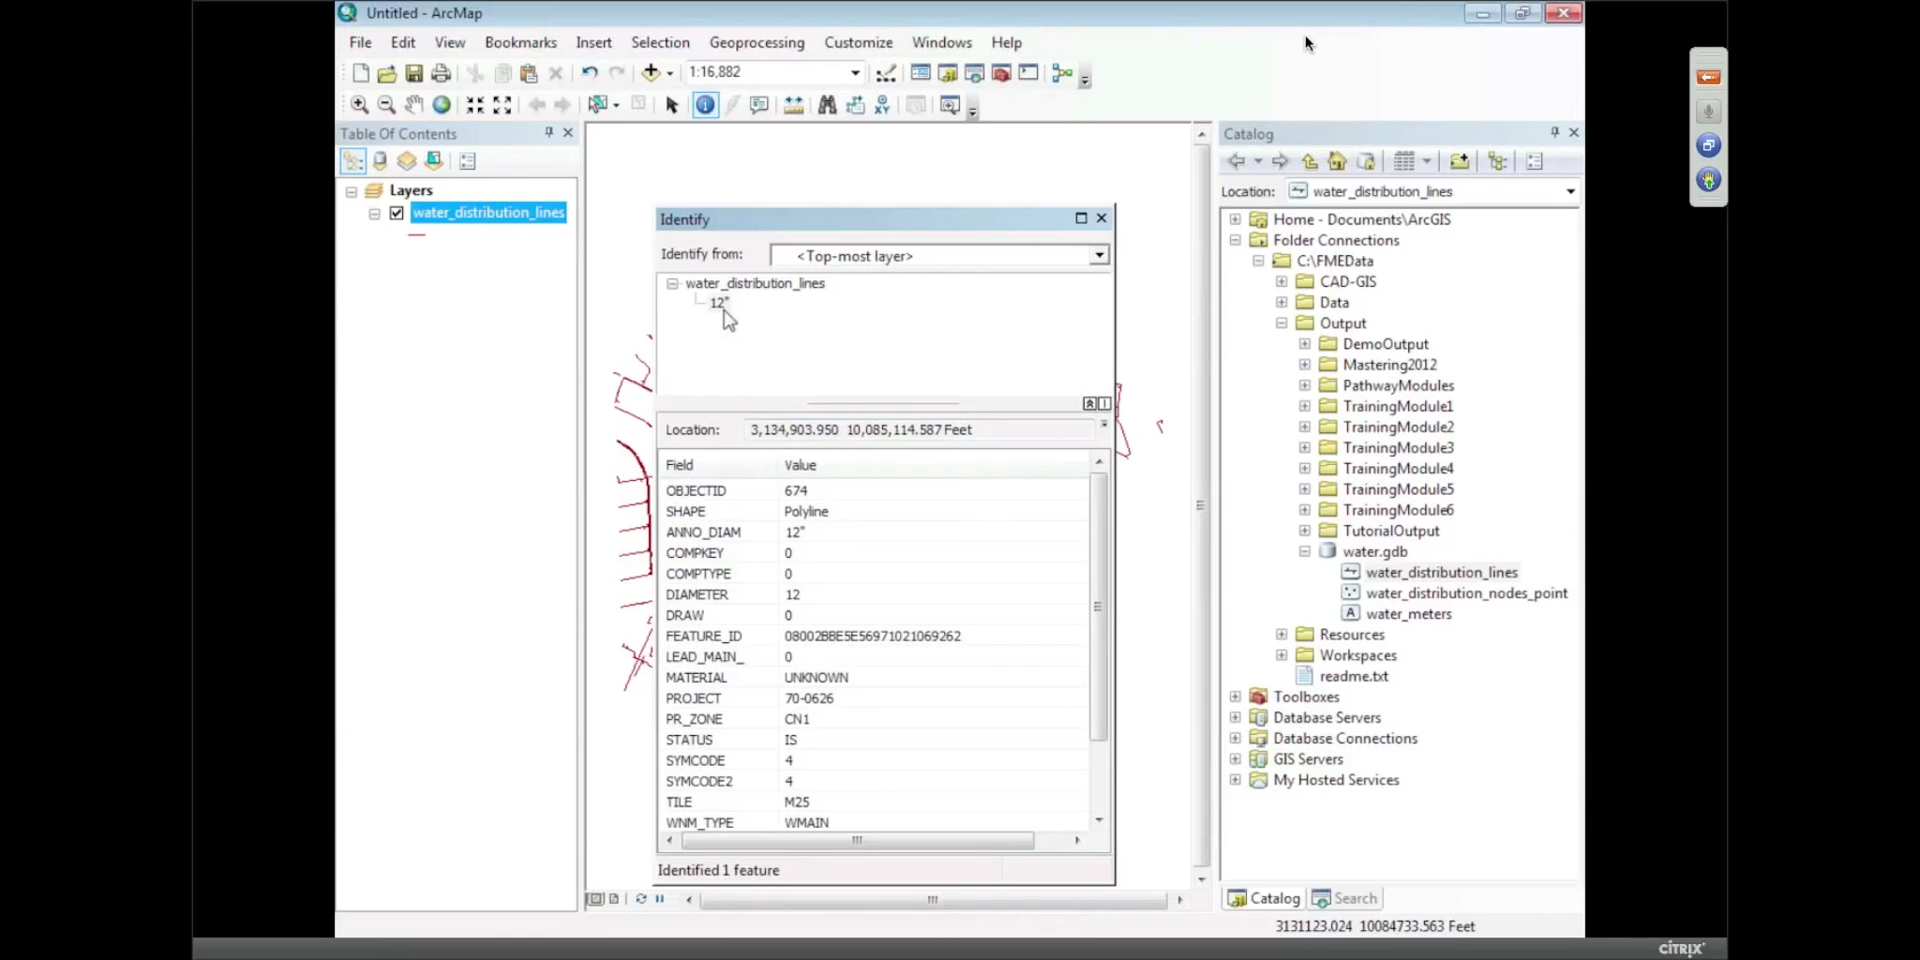 Untitled - ArcMap
File Edit View Bookmarks Insert Selection Geoprocessing Customize Windows Help
1:16,882
XY
Table Of Contents
Layers
water_distribution_lines
Identify
Identify from: <Top-most layer>
water_distribution_lines
12"
Location: 3,134,903.950 10,085,114.587 Feet
Field Value
OBJECTID 674
SHAPE Polyline
ANNO_DIAM 12"
COMPKEY 0
COMPTYPE 0
DIAMETER 12
DRAW 0
FEATURE_ID 08002BBE5E56971021069262
LEAD_MAIN_ 0
MATERIAL UNKNOWN
PROJECT 70-0626
PR_ZONE CN1
STATUS IS
SYMCODE 4
SYMCODE2 4
TILE M25
WNM_TYPE WMAIN
Identified 1 feature
Catalog
Location: water_distribution_lines
Home - Documents\ArcGIS
Folder Connections
C:\FMEData
CAD-GIS
Data
Output
DemoOutput
Mastering2012
PathwayModules
TrainingModule1
TrainingModule2
TrainingModule3
TrainingModule4
TrainingModule5
TrainingModule6
TutorialOutput
water.gdb
water_distribution_lines
water_distribution_nodes_point
A water_meters
Resources
Workspaces
readme.txt
Toolboxes
Database Servers
Database Connections
GIS Servers
My Hosted Services
Catalog Search
3131123.024 10084733.563 Feet
CITRIX